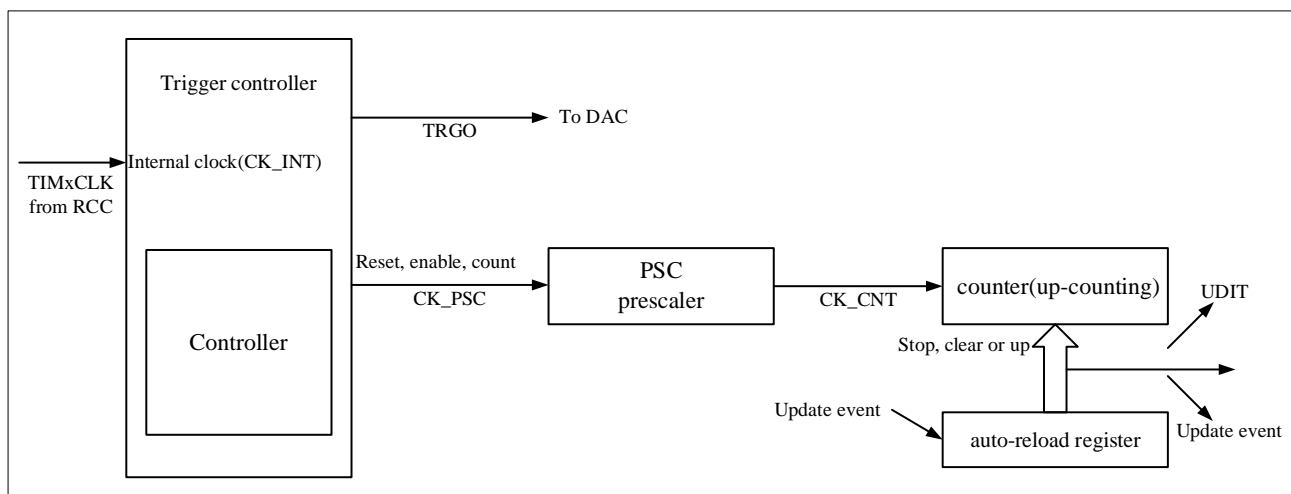 Trigger controller
TRGO
To DAC
Internal clock(CK_INT)
TIMxCLK
from RCC
Controller
Reset, enable, count
CK_PSC
PSC
prescaler
CK_CNT
counter(up-counting)
UDIT
Stop, clear or up
Update event
auto-reload register
Update event